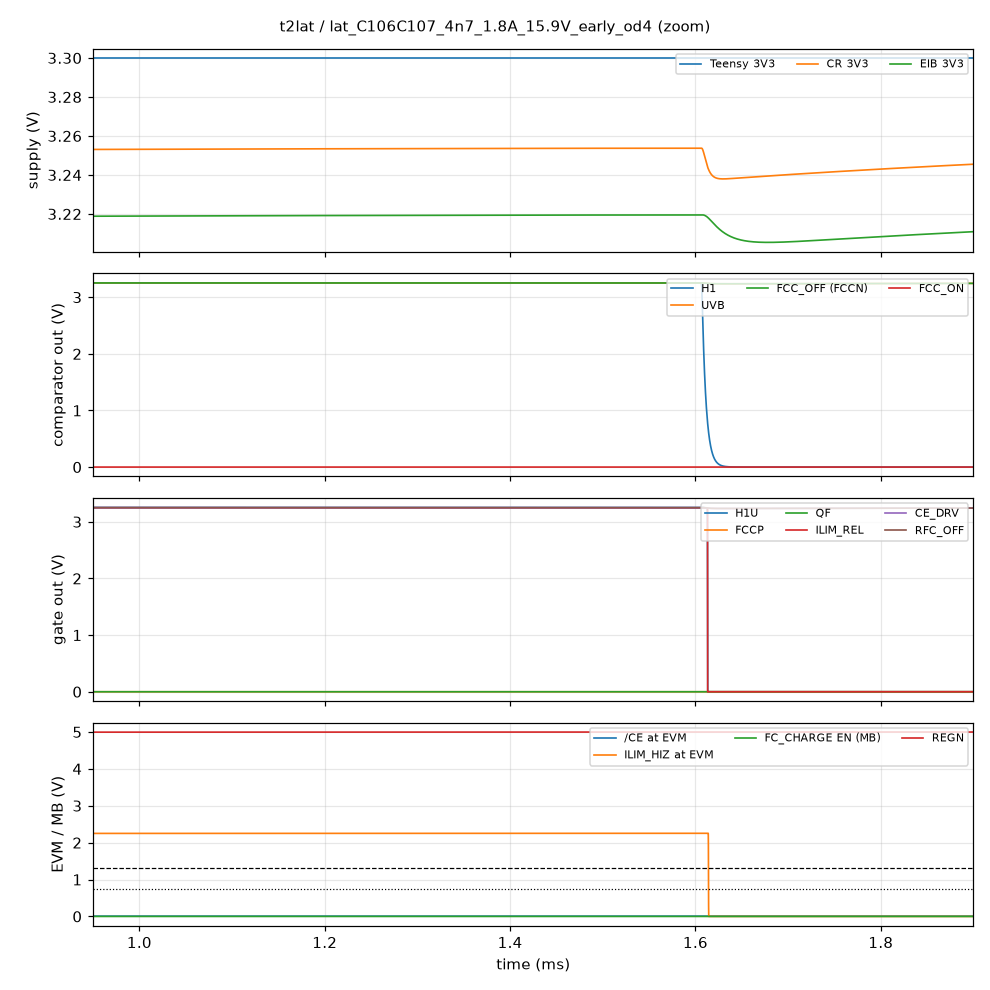 t2lat / lat_C106C107_4n7_1.8A_15.9V_early_od4 (zoom)
supply (V)
3.30
3.28
3.26
3.24
3.22
Teensy 3V3 CR 3V3 EIB 3V3
comparator out (V)
3
2
1
0
H1 FCC_OFF (FCCN) FCC_ON
UVB
gate out (V)
3
2
1
0
H1U QF CE_DRV
FCCP ILIM_REL RFC_OFF
EVM / MB (V)
5
4
3
2
1
0
/CE at EVM FC_CHARGE EN (MB) REGN
ILIM_HIZ at EVM
1.0 1.2 1.4 1.6 1.8
time (ms)